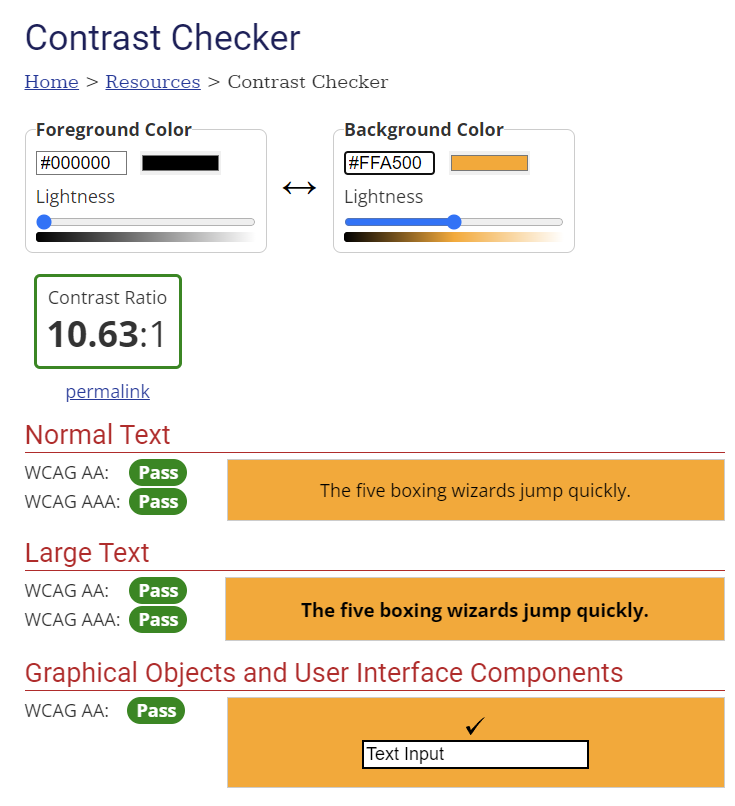 Contrast Checker
Home > Resources > Contrast Checker
Foreground Color
#000000
Lightness
Background Color
#FFA500
Lightness
Contrast Ratio
10.63:1
permalink
Normal Text
WCAG AA: Pass
WCAG AAA: Pass
The five boxing wizards jump quickly.
Large Text
WCAG AA: Pass
WCAG AAA: Pass
The five boxing wizards jump quickly.
Graphical Objects and User Interface Components
WCAG AA: Pass
✓
Text Input